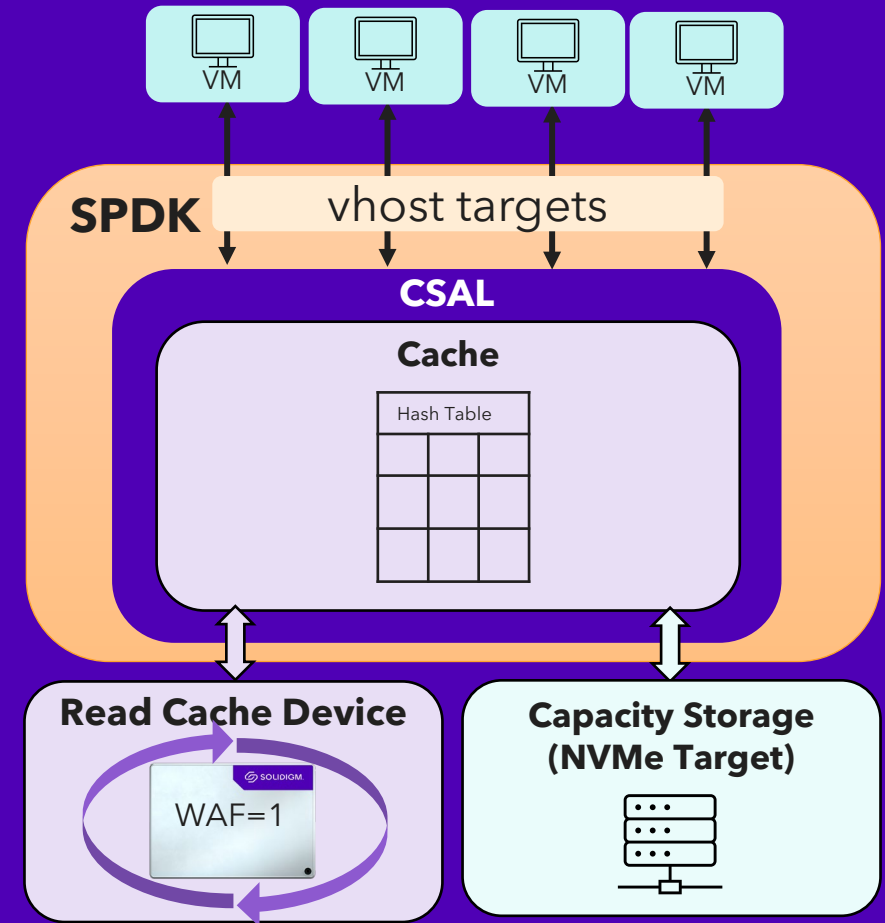 VM
VM
VM
VM
SPDK
vhost targets
CSAL
Cache
Hash Table
Read Cache Device
SOLIDIGM.
WAF=1
Capacity Storage
(NVMe Target)